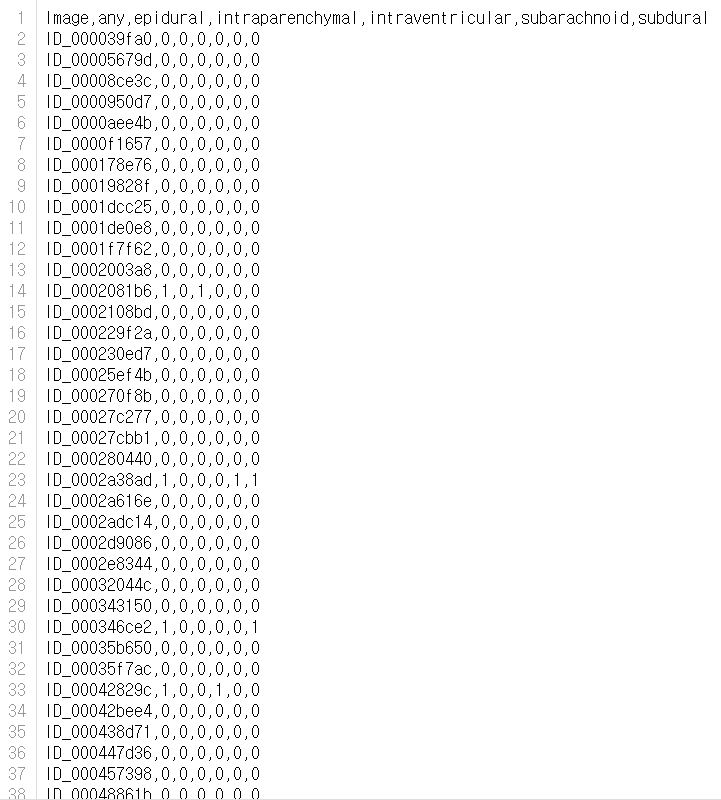 1 Image,any,epidural,intraparenchymal,intraventricular,subarachnoid,subdural
2 ID_000039fa0,0,0,0,0,0,0
3 ID_00005679d,0,0,0,0,0,0
4 ID_00008ce3c,0,0,0,0,0,0
5 ID_0000950d7,0,0,0,0,0,0
6 ID_0000aee4b,0,0,0,0,0,0
7 ID_0000f1657,0,0,0,0,0,0
8 ID_000178e76,0,0,0,0,0,0
9 ID_00019828f,0,0,0,0,0,0
10 ID_0001dcc25,0,0,0,0,0,0
11 ID_0001de0e8,0,0,0,0,0,0
12 ID_0001f7f62,0,0,0,0,0,0
13 ID_0002003a8,0,0,0,0,0,0
14 ID_0002081b6,1,0,1,0,0,0
15 ID_0002108bd,0,0,0,0,0,0
16 ID_000229f2a,0,0,0,0,0,0
17 ID_000230ed7,0,0,0,0,0,0
18 ID_00025ef4b,0,0,0,0,0,0
19 ID_000270f8b,0,0,0,0,0,0
20 ID_00027c277,0,0,0,0,0,0
21 ID_00027cbb1,0,0,0,0,0,0
22 ID_000280440,0,0,0,0,0,0
23 ID_0002a38ad,1,0,0,0,1,1
24 ID_0002a616e,0,0,0,0,0,0
25 ID_0002adc14,0,0,0,0,0,0
26 ID_0002d9086,0,0,0,0,0,0
27 ID_0002e8344,0,0,0,0,0,0
28 ID_00032044c,0,0,0,0,0,0
29 ID_000343150,0,0,0,0,0,0
30 ID_000346ce2,1,0,0,0,0,1
31 ID_00035b650,0,0,0,0,0,0
32 ID_00035f7ac,0,0,0,0,0,0
33 ID_00042829c,1,0,0,1,0,0
34 ID_00042bee4,0,0,0,0,0,0
35 ID_000438d71,0,0,0,0,0,0
36 ID_000447d36,0,0,0,0,0,0
37 ID_000457398,0,0,0,0,0,0
38 ID_00048861b,0,0,0,0,0,0